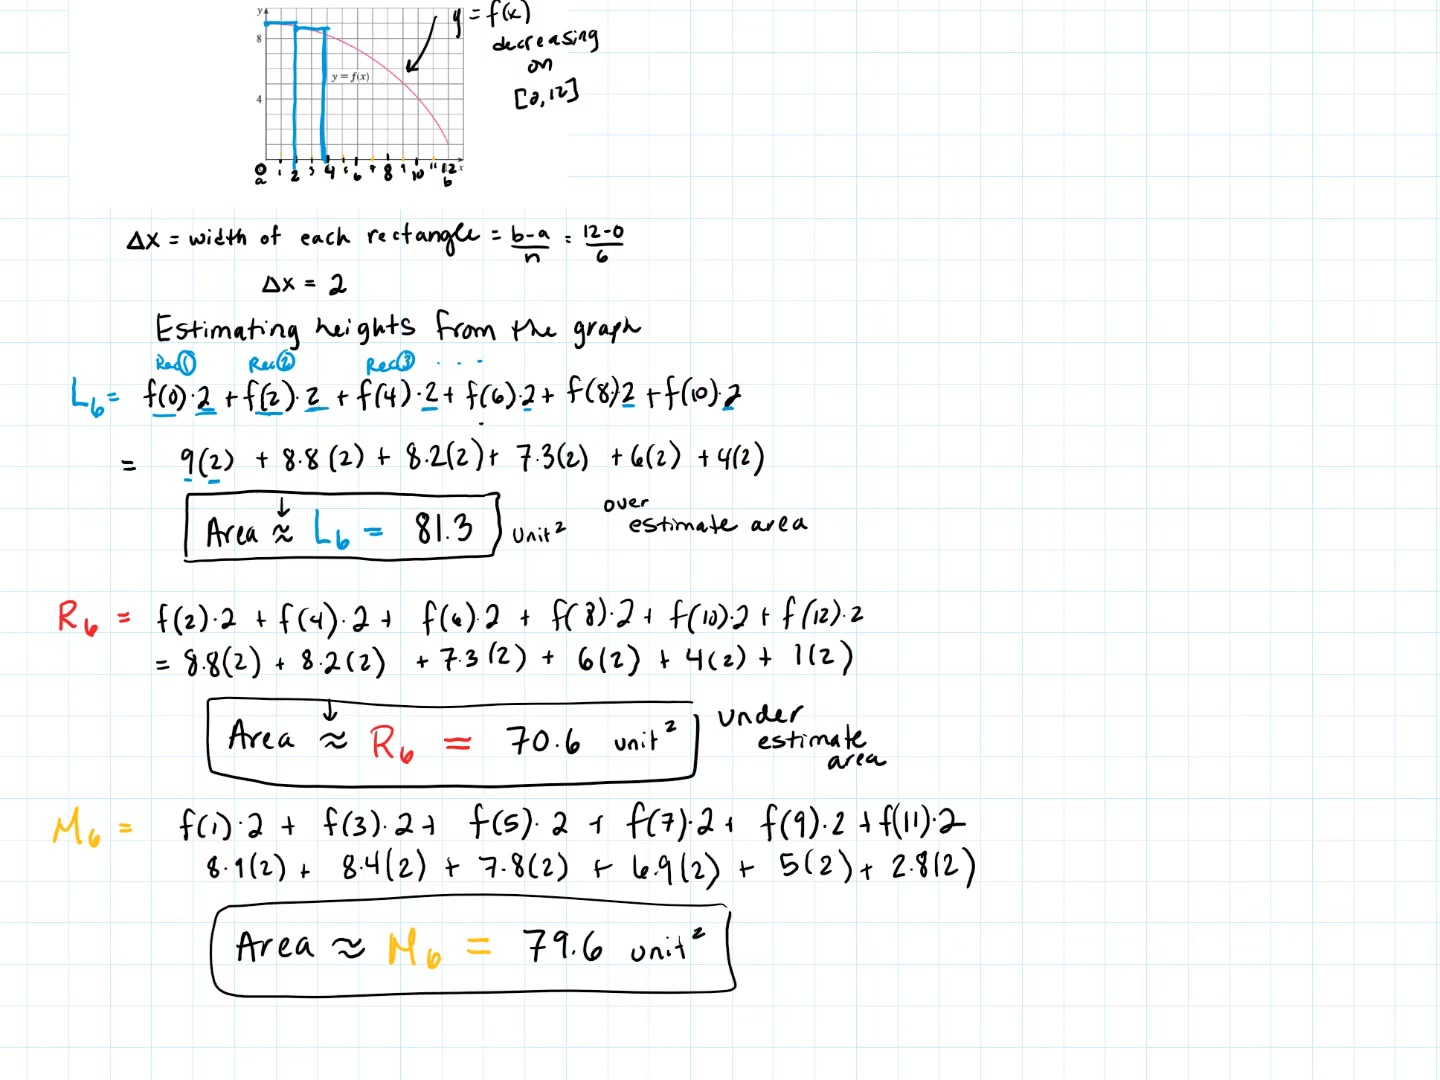 y
8
4
y = f(x)
y = f(x)
decreasing
on
[0,12]
0 1 2 3 4 5 6 7 8 9 10 11 12 x
a b
Δx = width of each rectangle = b-a/n = 12-0/6
Δx = 2
Estimating heights from the graph
Rec① Rec② Rec③ . . .
L6 = f(0)·2 + f(2)·2 + f(4)·2 + f(6)·2 + f(8)·2 + f(10)·2
= 9(2) + 8.8(2) + 8.2(2) + 7.3(2) + 6(2) + 4(2)
Area ≈ L6 = 81.3 unit²
over
estimate area
R6 = f(2)·2 + f(4)·2 + f(6)·2 + f(8)·2 + f(10)·2 + f(12)·2
= 8.8(2) + 8.2(2) + 7.3(2) + 6(2) + 4(2) + 1(2)
Area ≈ R6 = 70.6 unit²
under
estimate
area
M6 = f(1)·2 + f(3)·2 + f(5)·2 + f(7)·2 + f(9)·2 + f(11)·2
8.9(2) + 8.4(2) + 7.8(2) + 6.9(2) + 5(2) + 2.8(2)
Area ≈ M6 = 79.6 unit²